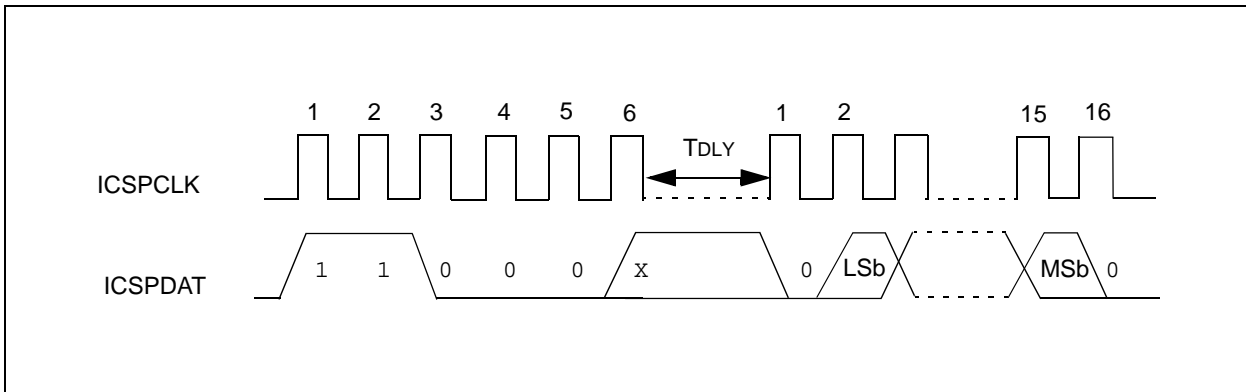 1 2 3 4 5 6 1 2 15 16
TDLY
ICSPCLK
ICSPDAT 1 1 0 0 0 X 0 LSb MSb 0